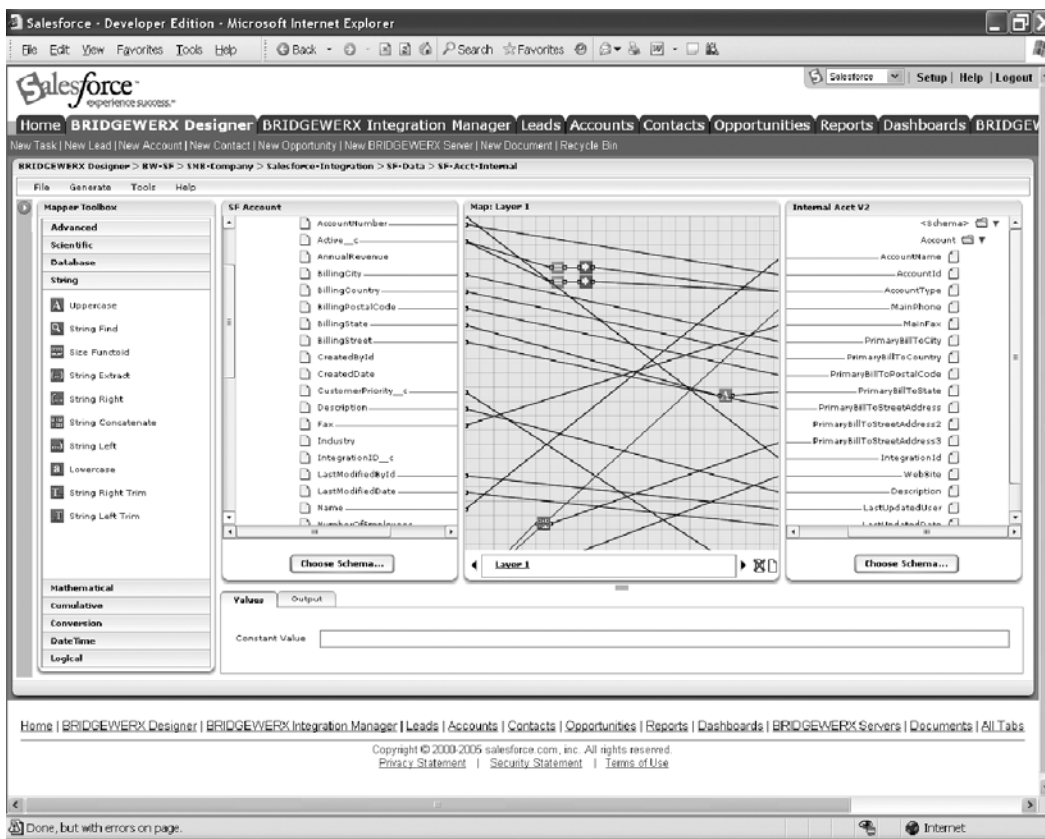 Salesforce - Developer Edition - Microsoft Internet Explorer
File Edit View Favorites Tools Help Back Search Favorites
salesforce
experience success.™
Salesforce | Setup | Help | Logout
Home BRIDGEWERX Designer BRIDGEWERX Integration Manager Leads Accounts Contacts Opportunities Reports Dashboards BRIDGEW
New Task | New Lead | New Account | New Contact | New Opportunity | New BRIDGEWERX Server | New Document | Recycle Bin
BRIDGEWERX Designer > BW-SF > SMB-Company > Salesforce-Integration > SF-Data > SF-Acct-Internal
File Generate Tools Help
Mapper Toolbox
Advanced
Scientific
Database
String
Uppercase
String Find
Size Functoid
String Extract
String Right
String Concatenate
String Left
Lowercase
String Right Trim
String Left Trim
Mathematical
Cumulative
Conversion
DateTime
Logical
SF Account
AccountNumber
Active__c
AnnualRevenue
BillingCity
BillingCountry
BillingPostalCode
BillingState
BillingStreet
CreatedById
CreatedDate
CustomerPriority__c
Description
Fax
Industry
IntegrationID__c
LastModifiedById
LastModifiedDate
Name
NumberOfEmployees
Choose Schema...
Map: Layer 1
Layer 1
Internal Acct V2
<Schema>
Account
AccountName
AccountId
AccountType
MainPhone
MainFax
PrimaryBillToCity
PrimaryBillToCountry
PrimaryBillToPostalCode
PrimaryBillToState
PrimaryBillToStreetAddress
PrimaryBillToStreetAddress2
PrimaryBillToStreetAddress3
IntegrationId
WebSite
Description
LastUpdatedUser
LastUpdatedDate
Choose Schema...
Values Output
Constant Value
Home | BRIDGEWERX Designer | BRIDGEWERX Integration Manager | Leads | Accounts | Contacts | Opportunities | Reports | Dashboards | BRIDGEWERX Servers | Documents | All Tabs
Copyright © 2000-2005 salesforce.com, inc. All rights reserved.
Privacy Statement | Security Statement | Terms of Use
Done, but with errors on page.
Internet